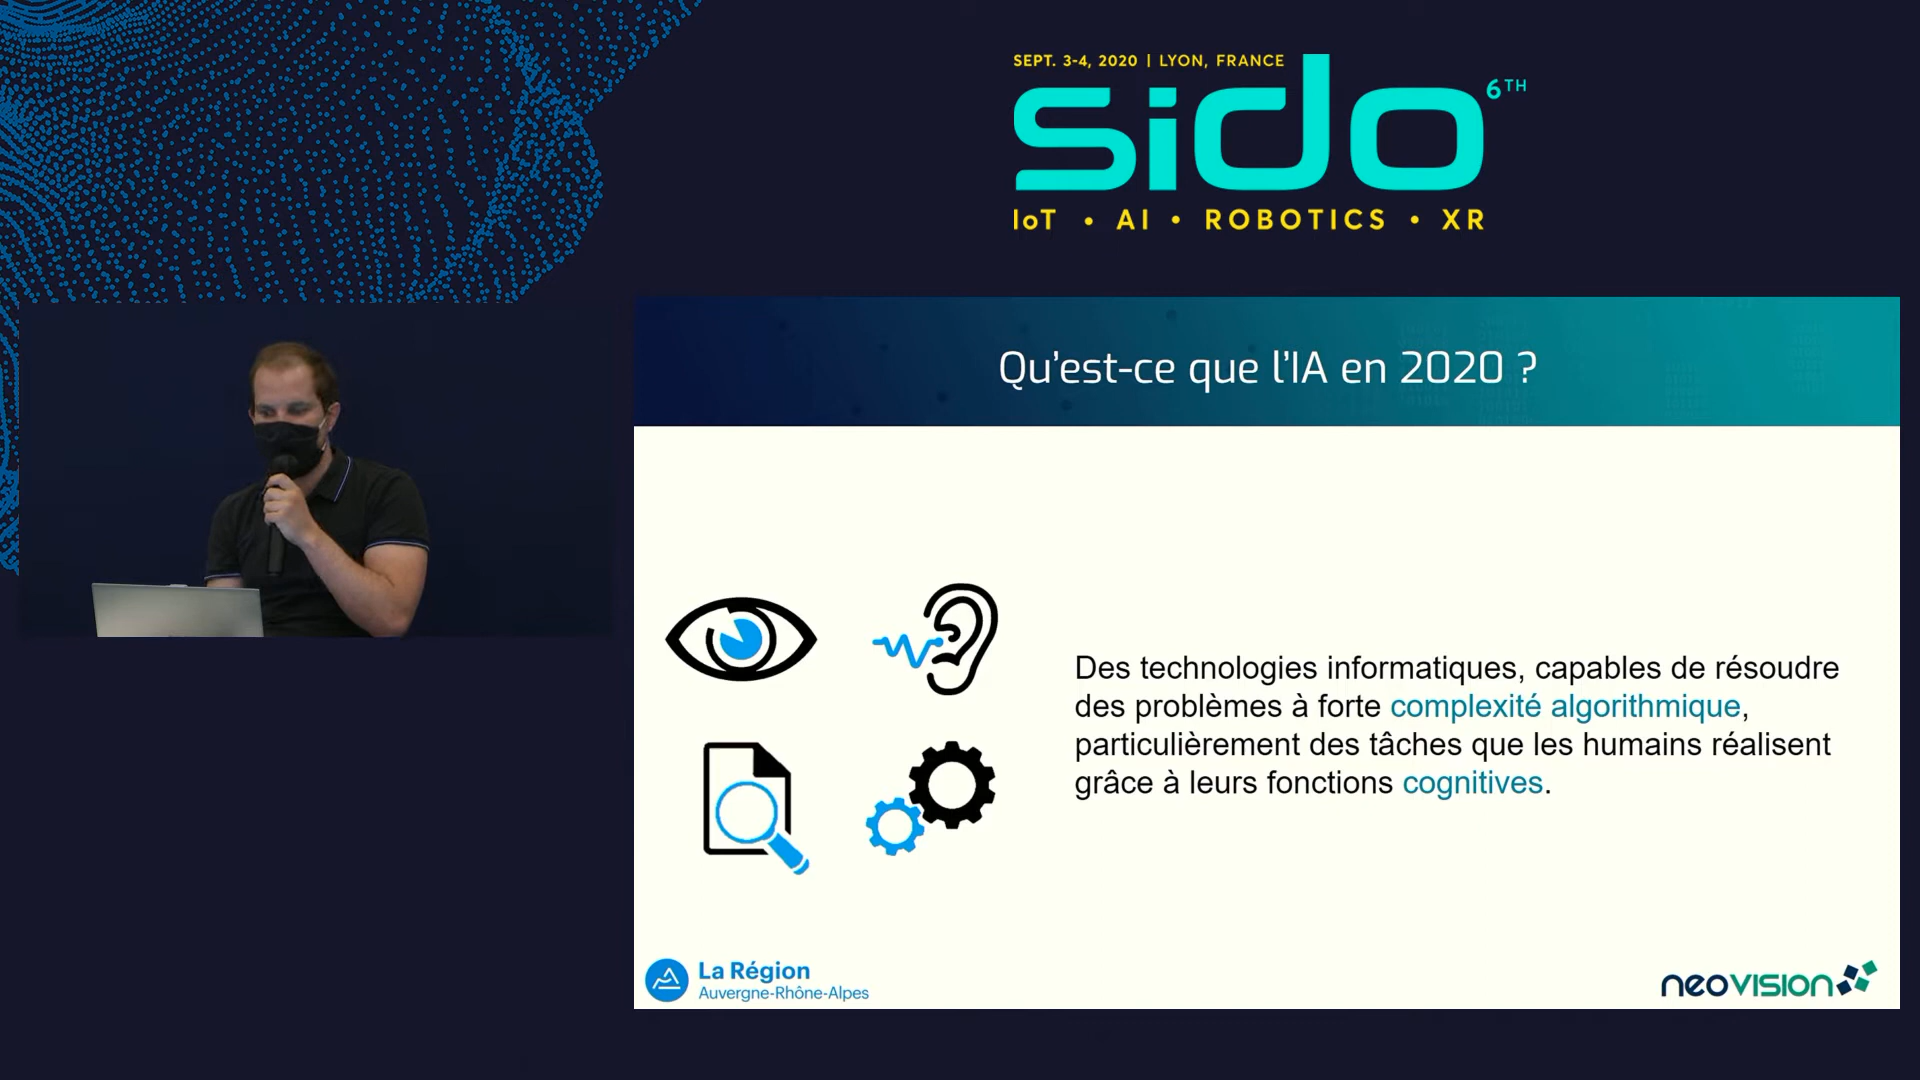 SEPT. 3-4, 2020 | LYON, FRANCE
sido 6TH
IoT • AI • ROBOTICS • XR
Qu'est-ce que l'IA en 2020 ?
Des technologies informatiques, capables de résoudre
des problèmes à forte complexité algorithmique,
particulièrement des tâches que les humains réalisent
grâce à leurs fonctions cognitives.
La Région
Auvergne-Rhône-Alpes
neovision